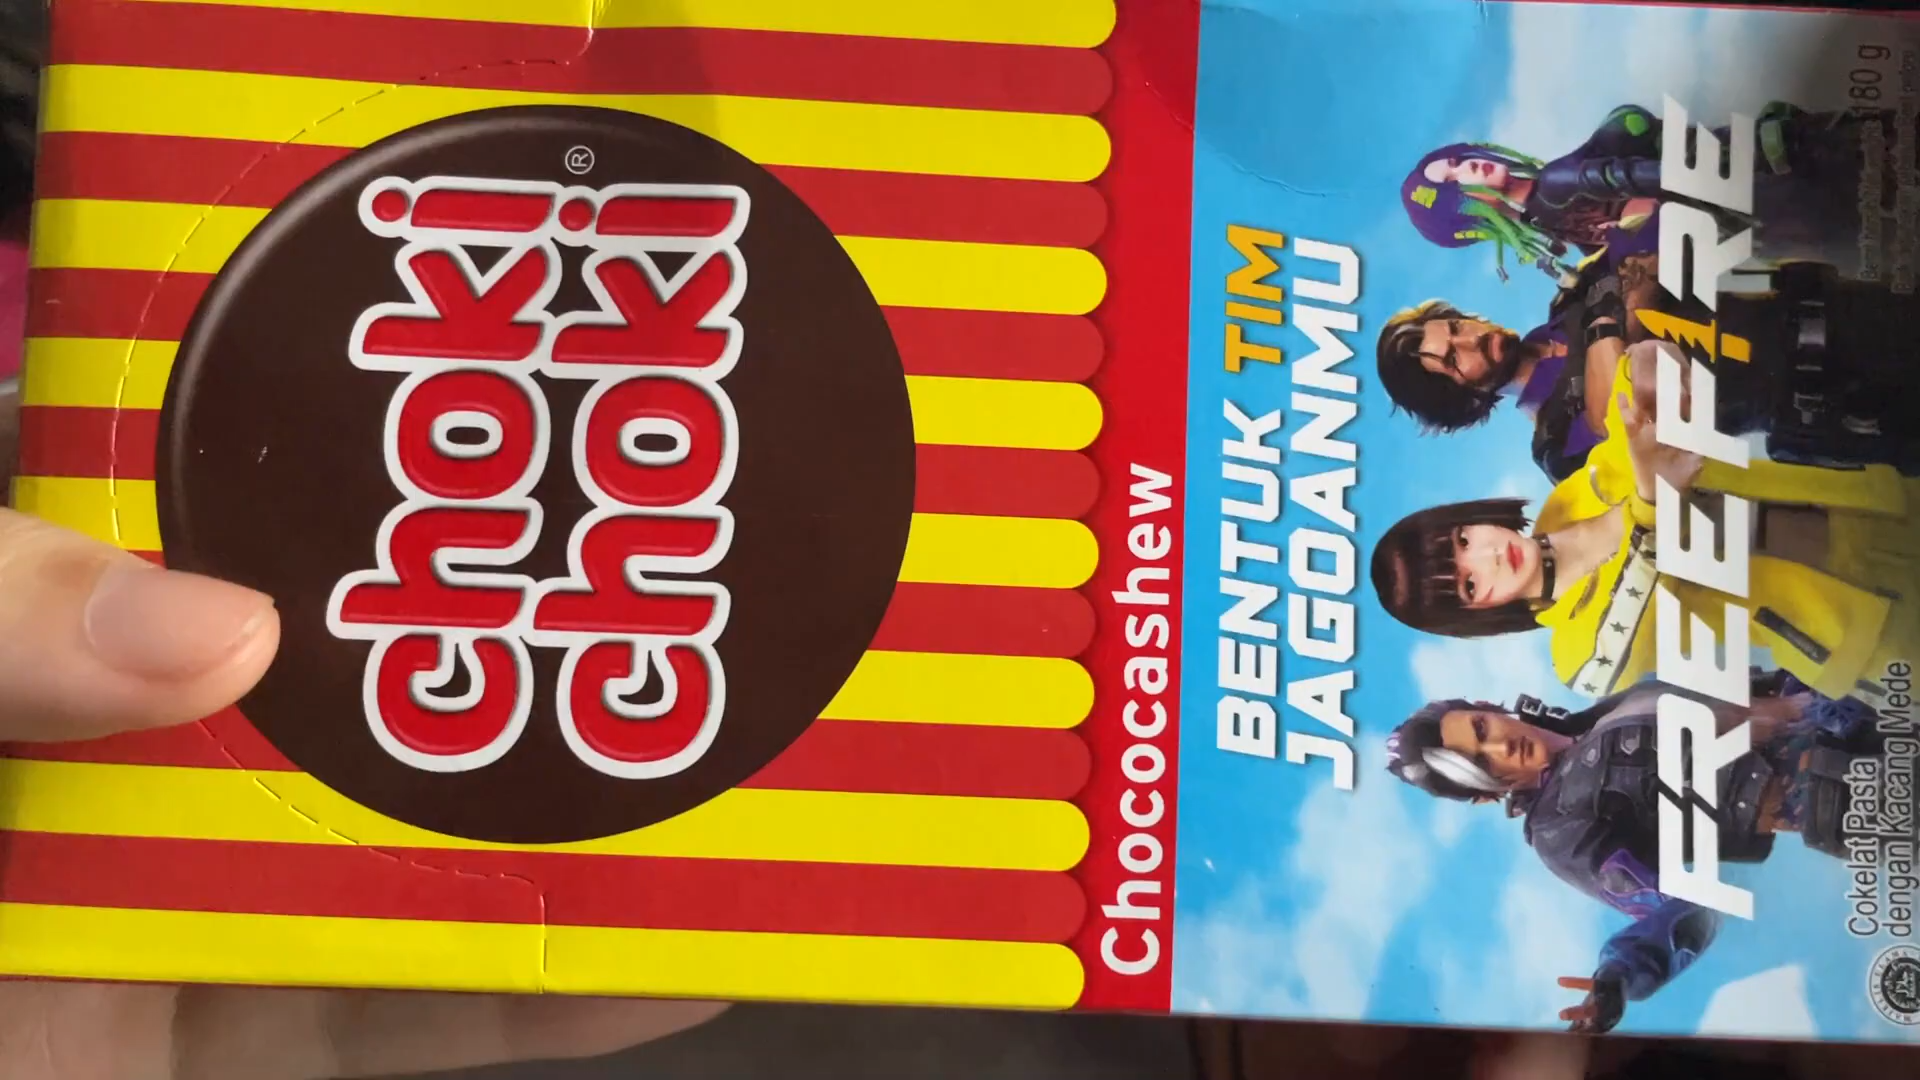 choki
choki®
Chococashew
BENTUK TIM
JAGOANMU
FREE FIRE
Cokelat Pasta
dengan Kacang Mede
180 g